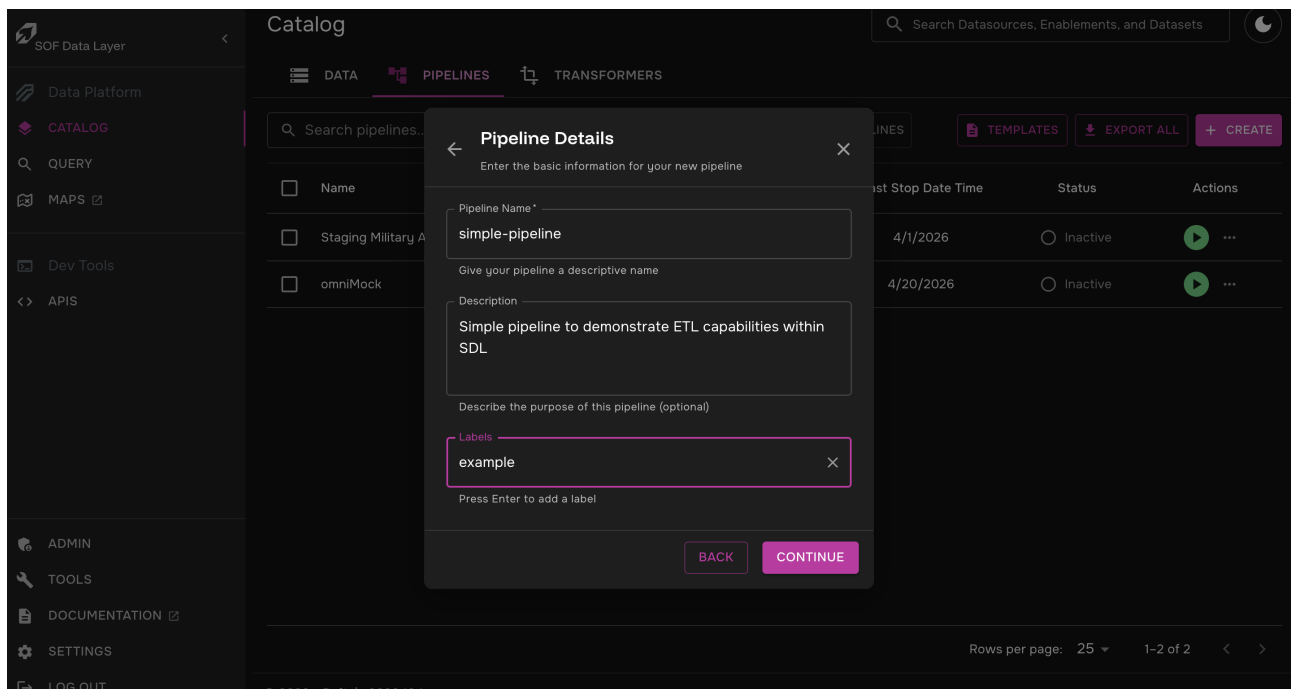 SOF Data Layer
Data Platform
CATALOG
QUERY
MAPS
Dev Tools
APIS
ADMIN
TOOLS
DOCUMENTATION
SETTINGS
LOG OUT
Catalog
Search Datasources, Enablements, and Datasets
DATA
PIPELINES
TRANSFORMERS
Search pipelines...
TEMPLATES
EXPORT ALL
+ CREATE
Name
Stop Date Time
Status
Actions
Staging Military
4/1/2026
Inactive
omniMock
4/20/2026
Inactive
Pipeline Details
Enter the basic information for your new pipeline
Pipeline Name*
simple-pipeline
Give your pipeline a descriptive name
Description
Simple pipeline to demonstrate ETL capabilities within
SDL
Describe the purpose of this pipeline (optional)
Labels
example
Press Enter to add a label
BACK
CONTINUE
Rows per page: 25
1–2 of 2